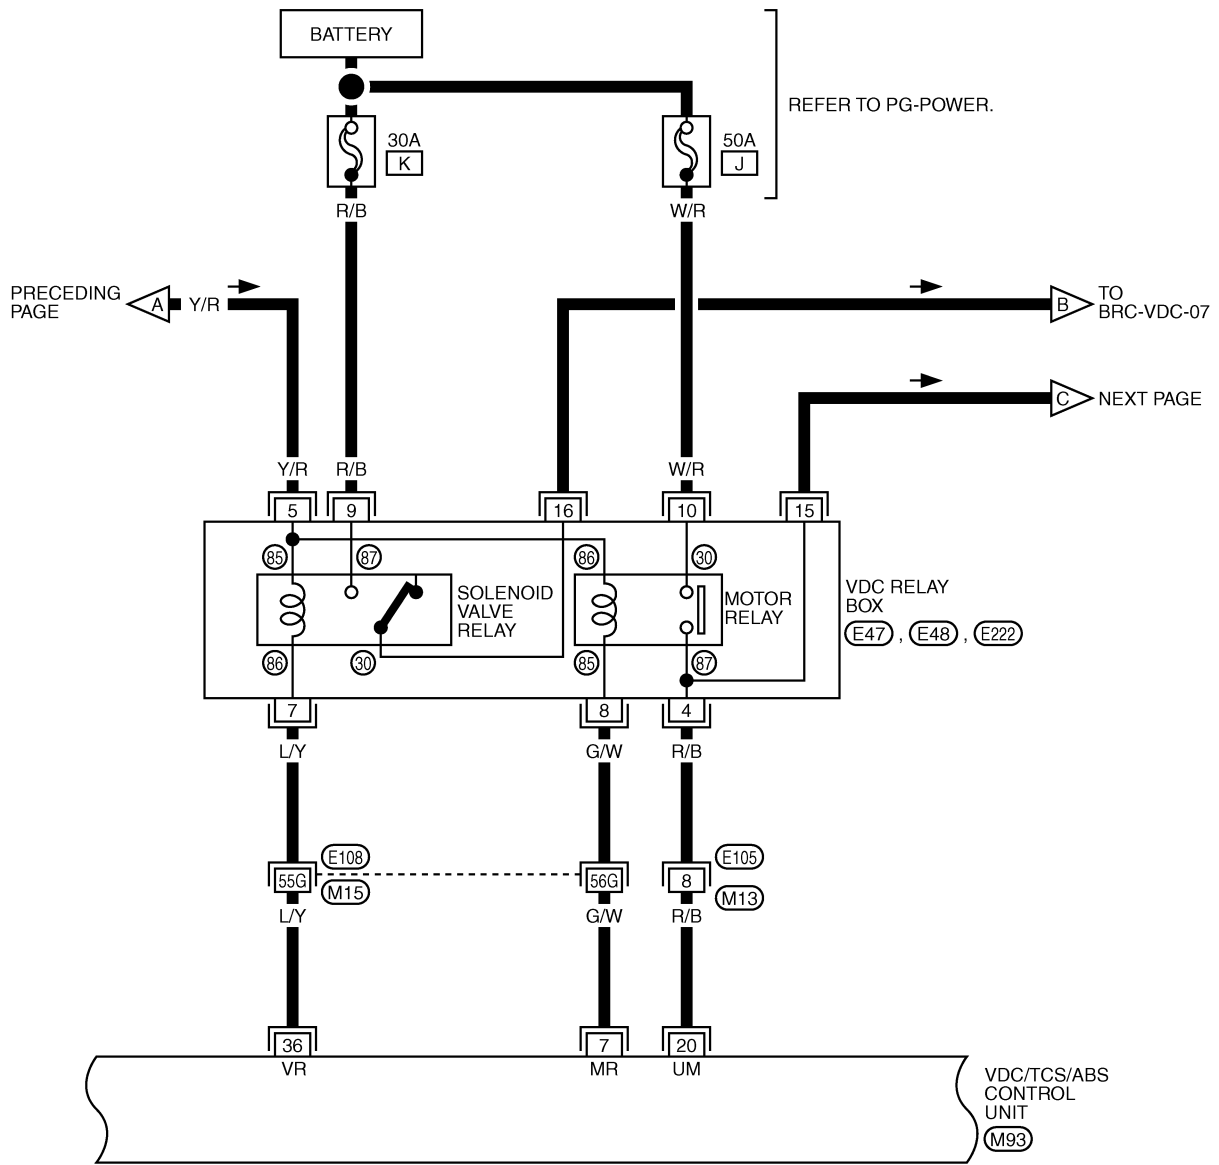 BATTERY
REFER TO PG-POWER.
30A
K
50A
J
R/B
W/R
PRECEDING
PAGE
A
Y/R
B
TO
BRC-VDC-07
C
NEXT PAGE
Y/R
R/B
W/R
5
9
16
10
15
85
87
86
30
SOLENOID
VALVE
RELAY
MOTOR
RELAY
VDC RELAY
BOX
E47 , E48 , E222
86
30
85
87
7
8
4
L/Y
G/W
R/B
E108
E105
55G
56G
8
M15
M13
L/Y
G/W
R/B
36
7
20
VR
MR
UM
VDC/TCS/ABS
CONTROL
UNIT
M93